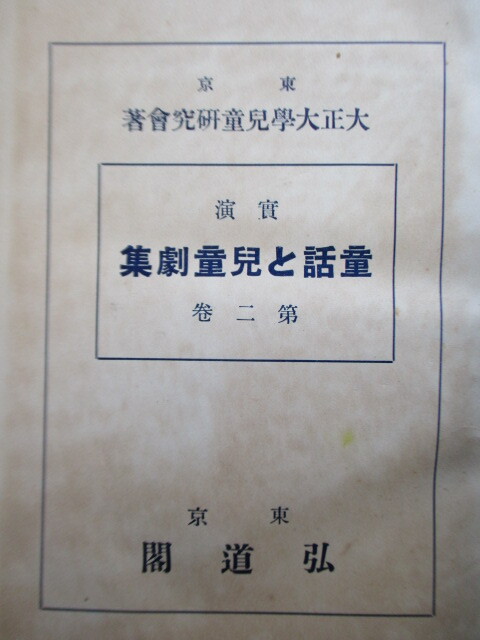 東京
大正大學兒童研究會著
實演
童話と兒童劇集
第二卷
東京
弘道閣